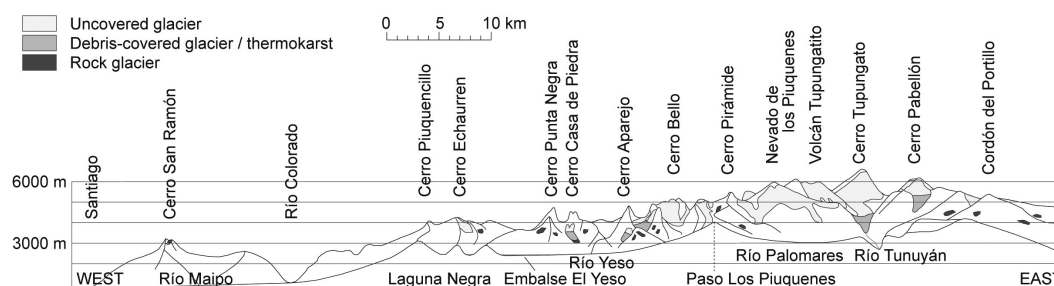 Uncovered glacier
Debris-covered glacier / thermokarst
Rock glacier
0 5 10 km
Santiago
Cerro San Ramón
Río Colorado
Cerro Piuquencillo
Cerro Echaurren
Cerro Punta Negra
Cerro Casa de Piedra
Cerro Aparejo
Cerro Bello
Cerro Pirámide
Nevado de
los Piuquenes
Volcán Tupungatito
Cerro Tupungato
Cerro Pabellón
Cordón del Portillo
6000 m
3000 m
Río Yeso
Río Palomares
Río Tunuyán
WEST
Río Maipo
Laguna Negra
Embalse El Yeso
Paso Los Piuquenes
EAST